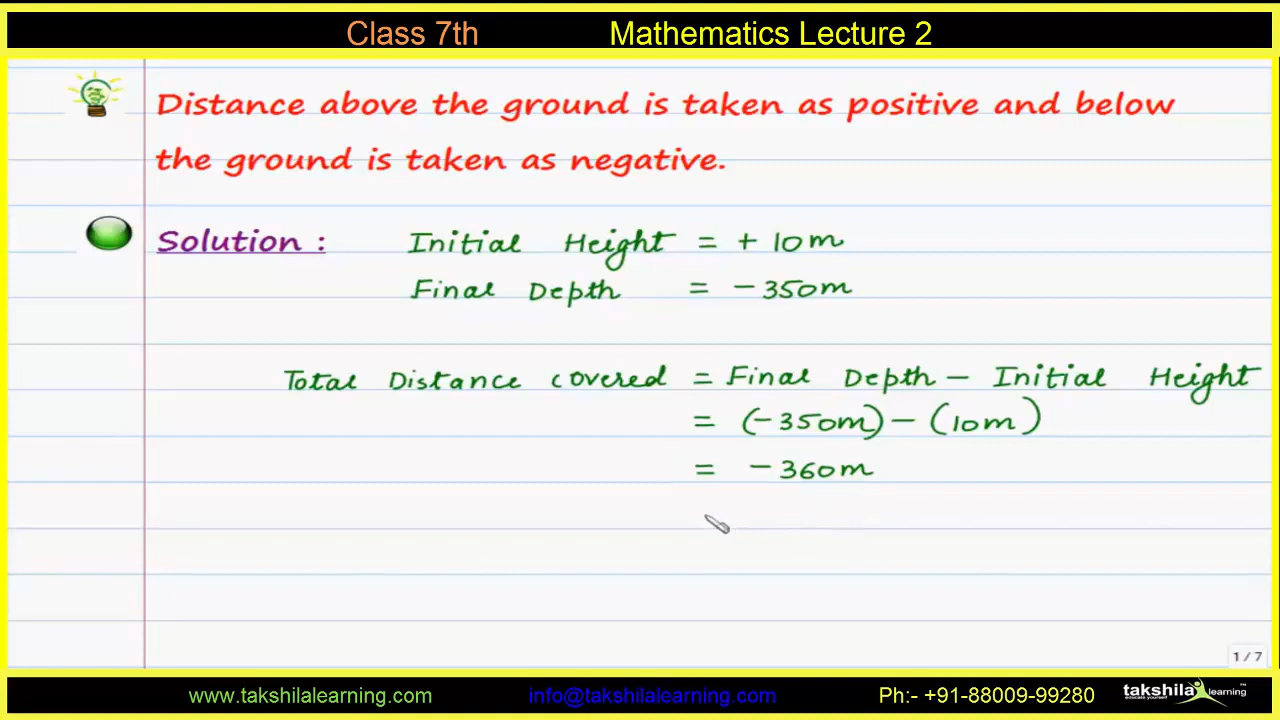 Class 7th Mathematics Lecture 2
Distance above the ground is taken as positive and below
the ground is taken as negative.
Solution : Initial Height = + 10m
Final Depth = - 350m
Total Distance covered = Final Depth - Initial Height
= (-350m) - (10m)
= - 360m
1 / 7
www.takshilalearning.com info@takshilalearning.com Ph:- +91-88009-99280 takshila learning
educate yourself